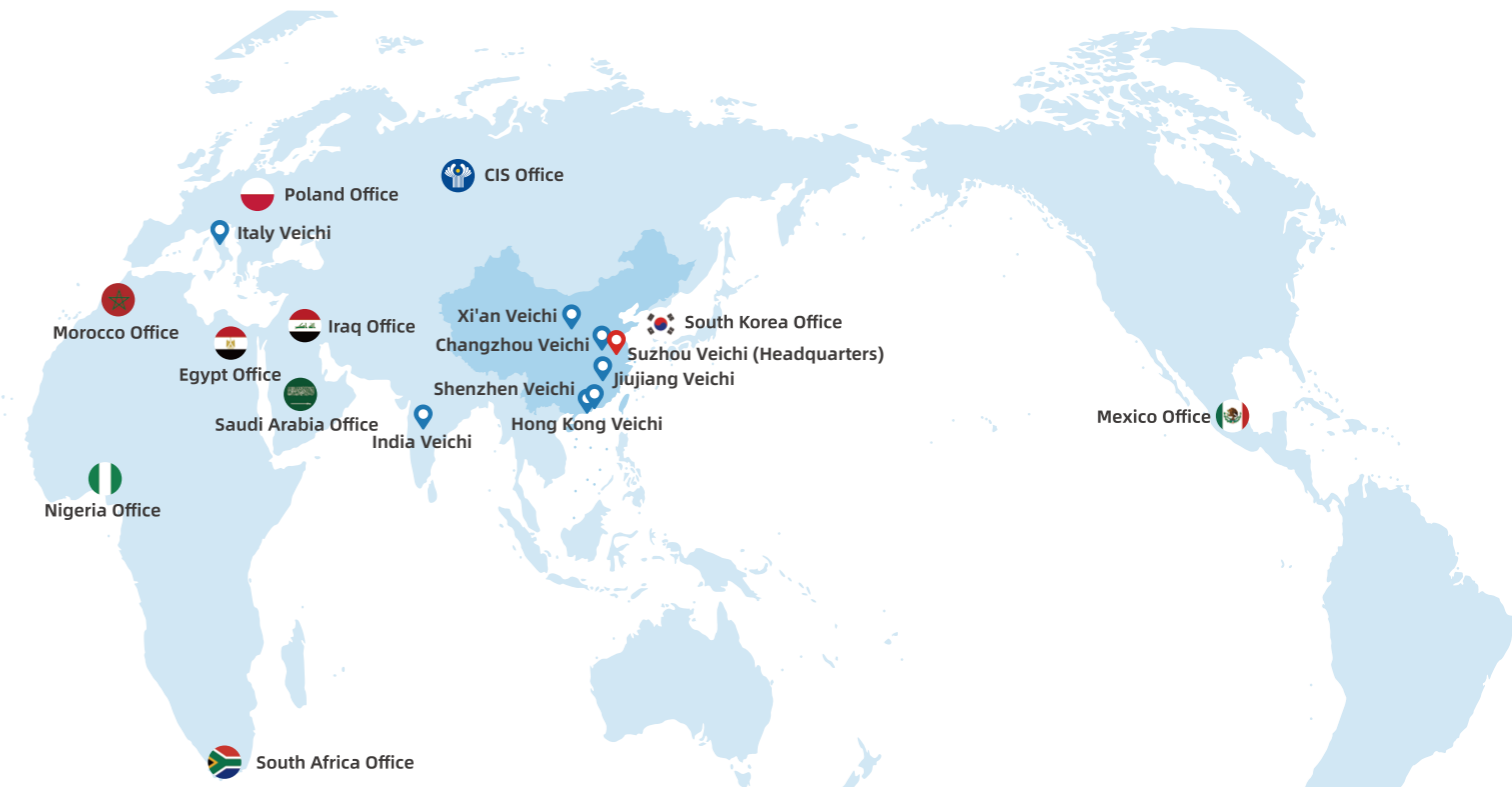 CIS Office
Poland Office
Italy Veichi
Morocco Office
Iraq Office
Egypt Office
Saudi Arabia Office
India Veichi
Nigeria Office
South Africa Office
Xi'an Veichi
South Korea Office
Changzhou Veichi
Suzhou Veichi (Headquarters)
Jiujiang Veichi
Shenzhen Veichi
Hong Kong Veichi
Mexico Office